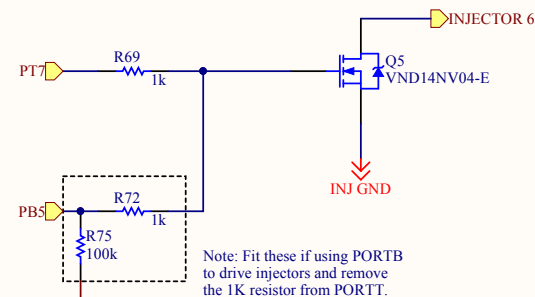 INJECTOR 6
R69
PT7
1k
Q5
VND14NV04-E
INJ GND
R72
PB5
1k
R75
100k
Note: Fit these if using PORTB
to drive injectors and remove
the 1K resistor from PORTT.